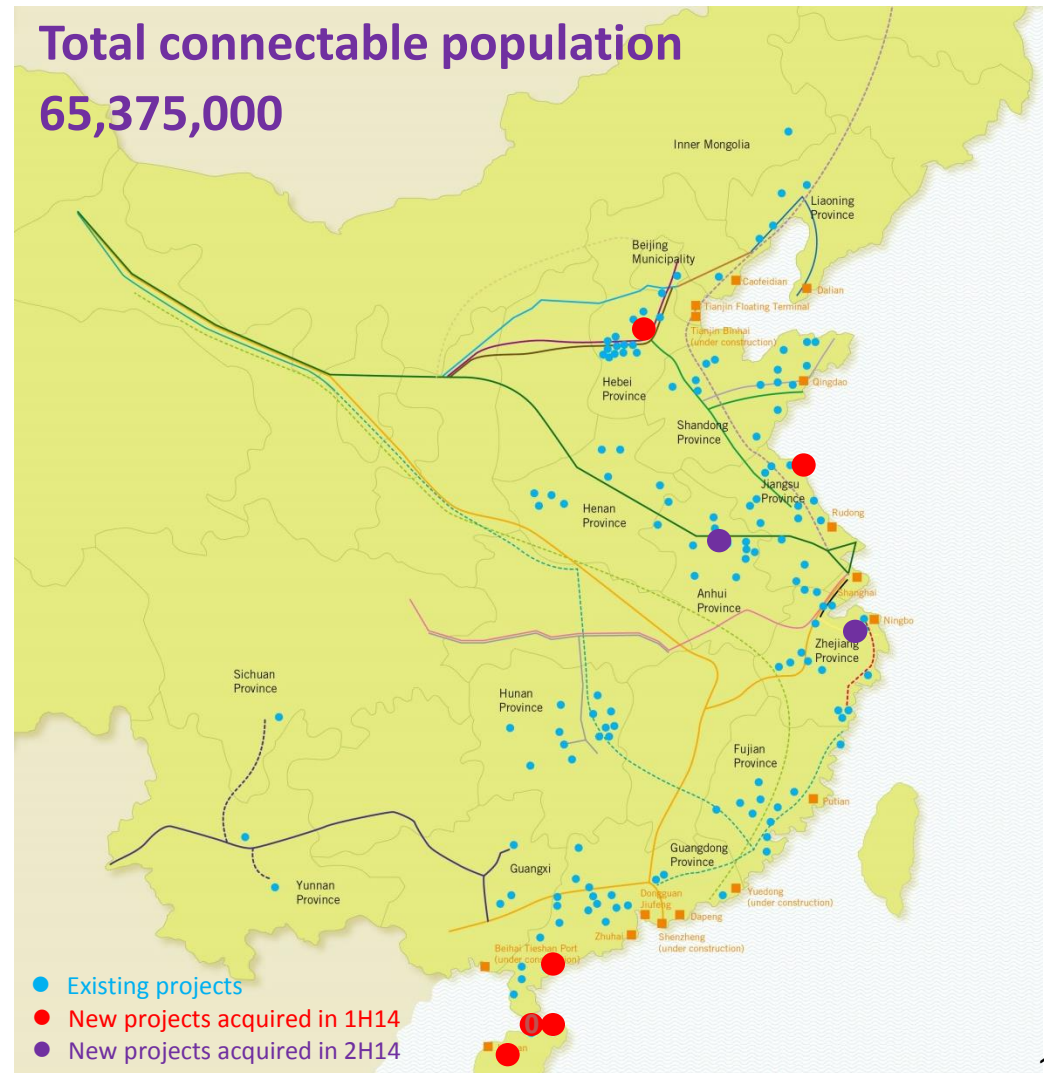 Total connectable population
65,375,000
Inner Mongolia
Liaoning
Province
Beijing
Municipality
Caofeidian
Dalian
Tianjin Floating Terminal
Tianjin Binhai
(under construction)
Hebei
Province
Qingdao
Shandong
Province
Jiangsu
Province
Henan
Province
Rudong
Anhui
Province
Shanghai
Ningbo
Zhejiang
Province
Sichuan
Province
Hunan
Province
Fujian
Province
Putian
Guangdong
Province
Guangxi
Yunnan
Province
Yuedong
(under construction)
Dongguan
Jiufeng
Dapeng
Zhuhai
Shenzheng
(under construction)
Beihai Tieshan Port
(under construction)
Existing projects
0
New projects acquired in 1H14
New projects acquired in 2H14